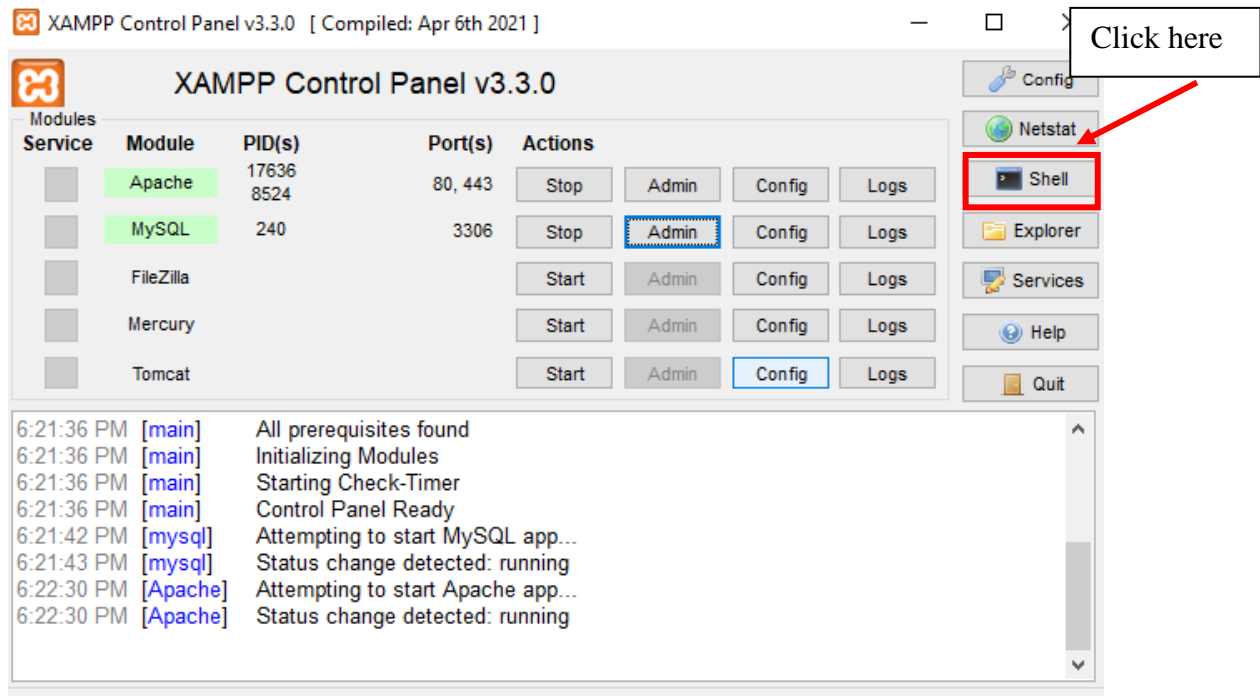 XAMPP Control Panel v3.3.0 [ Compiled: Apr 6th 2021 ]
Click here
XAMPP Control Panel v3.3.0
Config
Modules
Netstat
Service Module PID(s) Port(s) Actions
Apache 17636 8524 80, 443 Stop Admin Config Logs
Shell
MySQL 240 3306 Stop Admin Config Logs
Explorer
FileZilla Start Admin Config Logs
Services
Mercury Start Admin Config Logs
Help
Tomcat Start Admin Config Logs
Quit
6:21:36 PM [main] All prerequisites found
6:21:36 PM [main] Initializing Modules
6:21:36 PM [main] Starting Check-Timer
6:21:36 PM [main] Control Panel Ready
6:21:42 PM [mysql] Attempting to start MySQL app...
6:21:43 PM [mysql] Status change detected: running
6:22:30 PM [Apache] Attempting to start Apache app...
6:22:30 PM [Apache] Status change detected: running